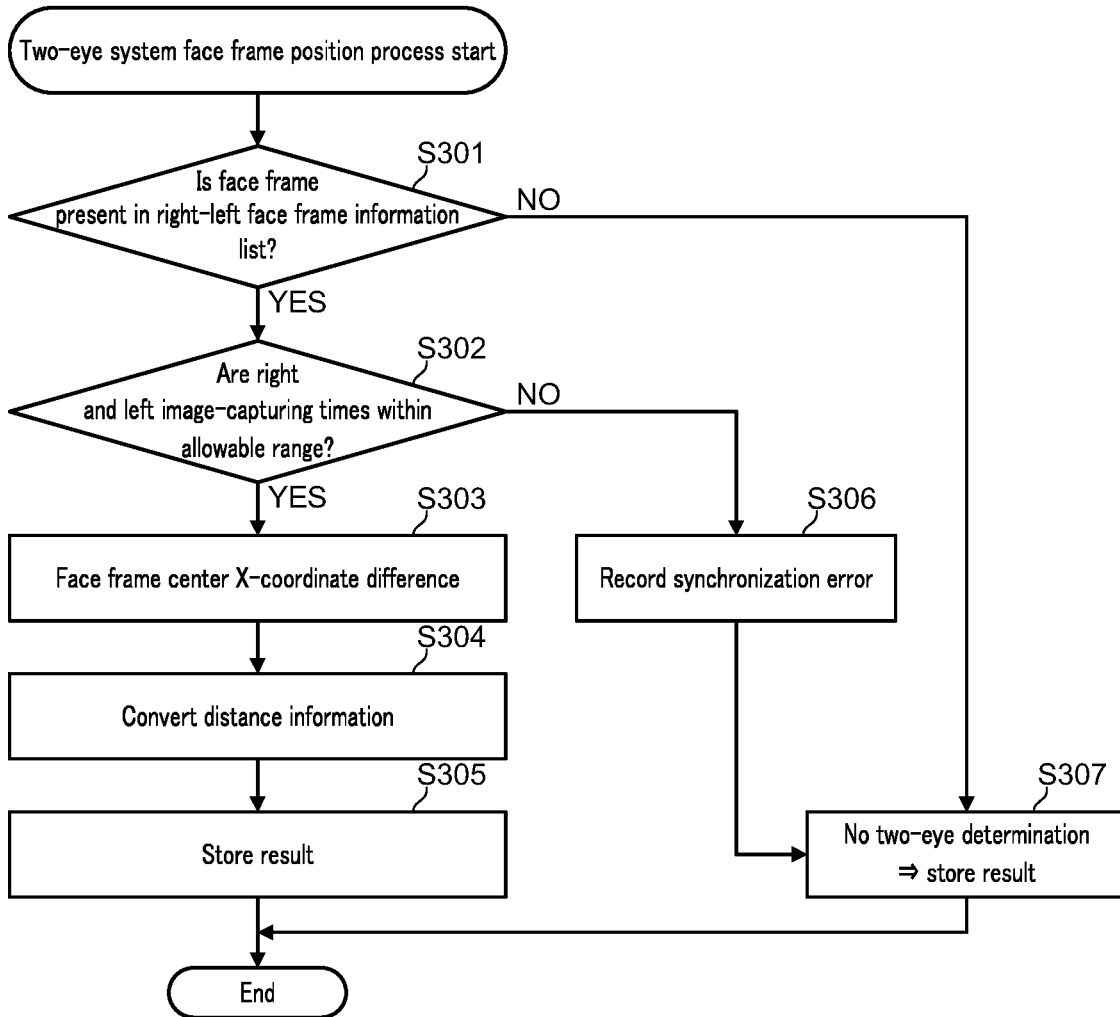 Two-eye system face frame position process start
S301
Is face frame
present in right-left face frame information
list?
NO
YES
S302
Are right
and left image-capturing times within
allowable range?
NO
YES
S303
Face frame center X-coordinate difference
S306
Record synchronization error
S304
Convert distance information
S305
Store result
S307
No two-eye determination
⇒ store result
End